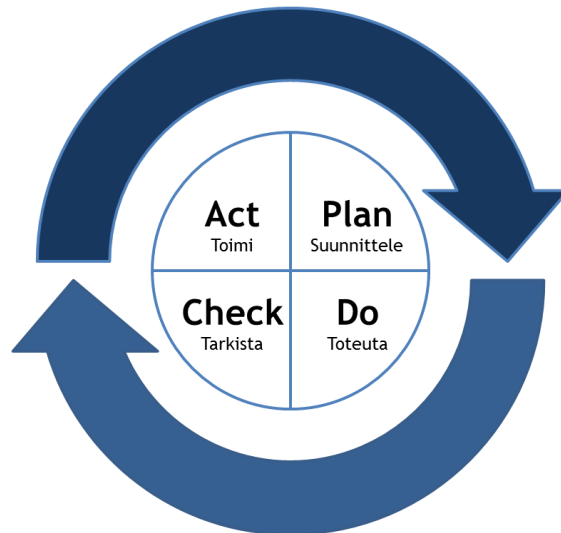 Act
Toimi
Plan
Suunnittele
Check
Tarkista
Do
Toteuta